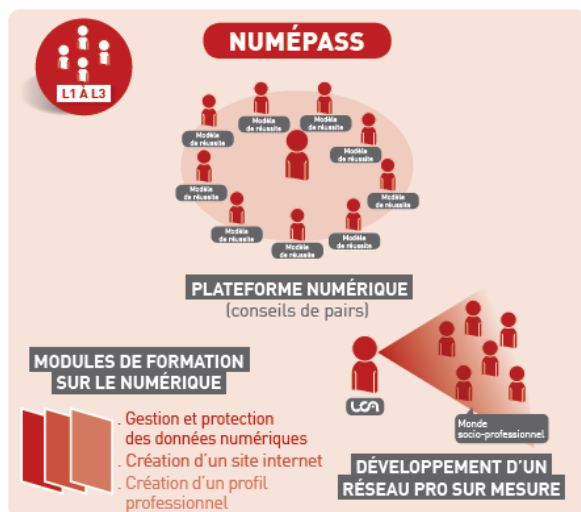 NUMÉPASS
L1 À L3
Modèle
de réussite
Modèle
de réussite
Modèle
de réussite
Modèle
de réussite
Modèle
de réussite
Modèle
de réussite
Modèle
de réussite
Modèle
de réussite
Modèle
de réussite
Modèle
de réussite
PLATEFORME NUMÉRIQUE
(conseils de pairs)
MODULES DE FORMATION
SUR LE NUMÉRIQUE
. Gestion et protection
des données numériques
. Création d'un site internet
. Création d'un profil
professionnel
UCA
Monde
socio-professionnel
DÉVELOPPEMENT D'UN
RÉSEAU PRO SUR MESURE